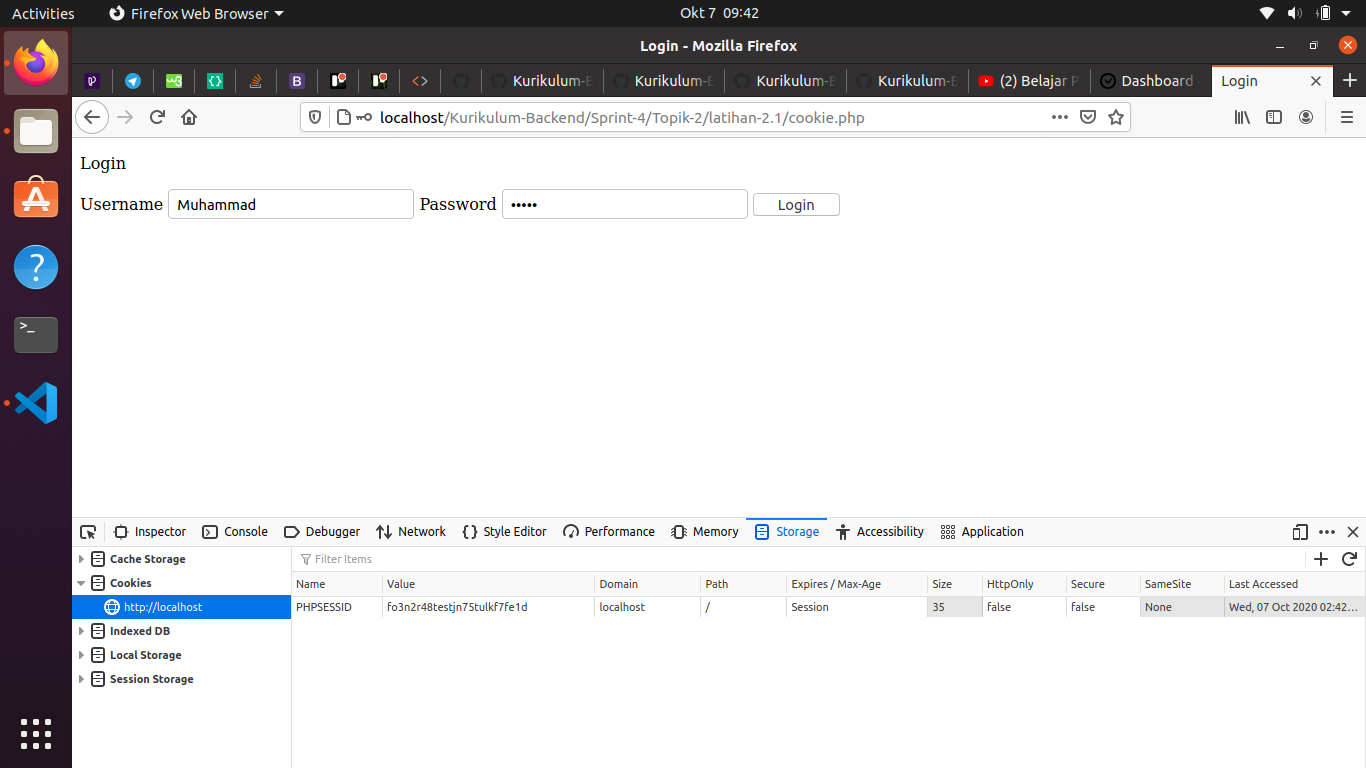 Activities Firefox Web Browser Okt 7 09:42
Login - Mozilla Firefox
Kurikulum-E Kurikulum-E Kurikulum-E Kurikulum-E (2) Belajar P Dashboard Login
localhost/Kurikulum-Backend/Sprint-4/Topik-2/latihan-2.1/cookie.php
Login
Username Muhammad Password ••••• Login
Inspector Console Debugger Network Style Editor Performance Memory Storage Accessibility Application
Cache Storage Filter Items
Cookies Name Value Domain Path Expires / Max-Age Size HttpOnly Secure SameSite Last Accessed
http://localhost PHPSESSID fo3n2r48testjn75tulkf7fe1d localhost / Session 35 false false None Wed, 07 Oct 2020 02:42...
Indexed DB
Local Storage
Session Storage